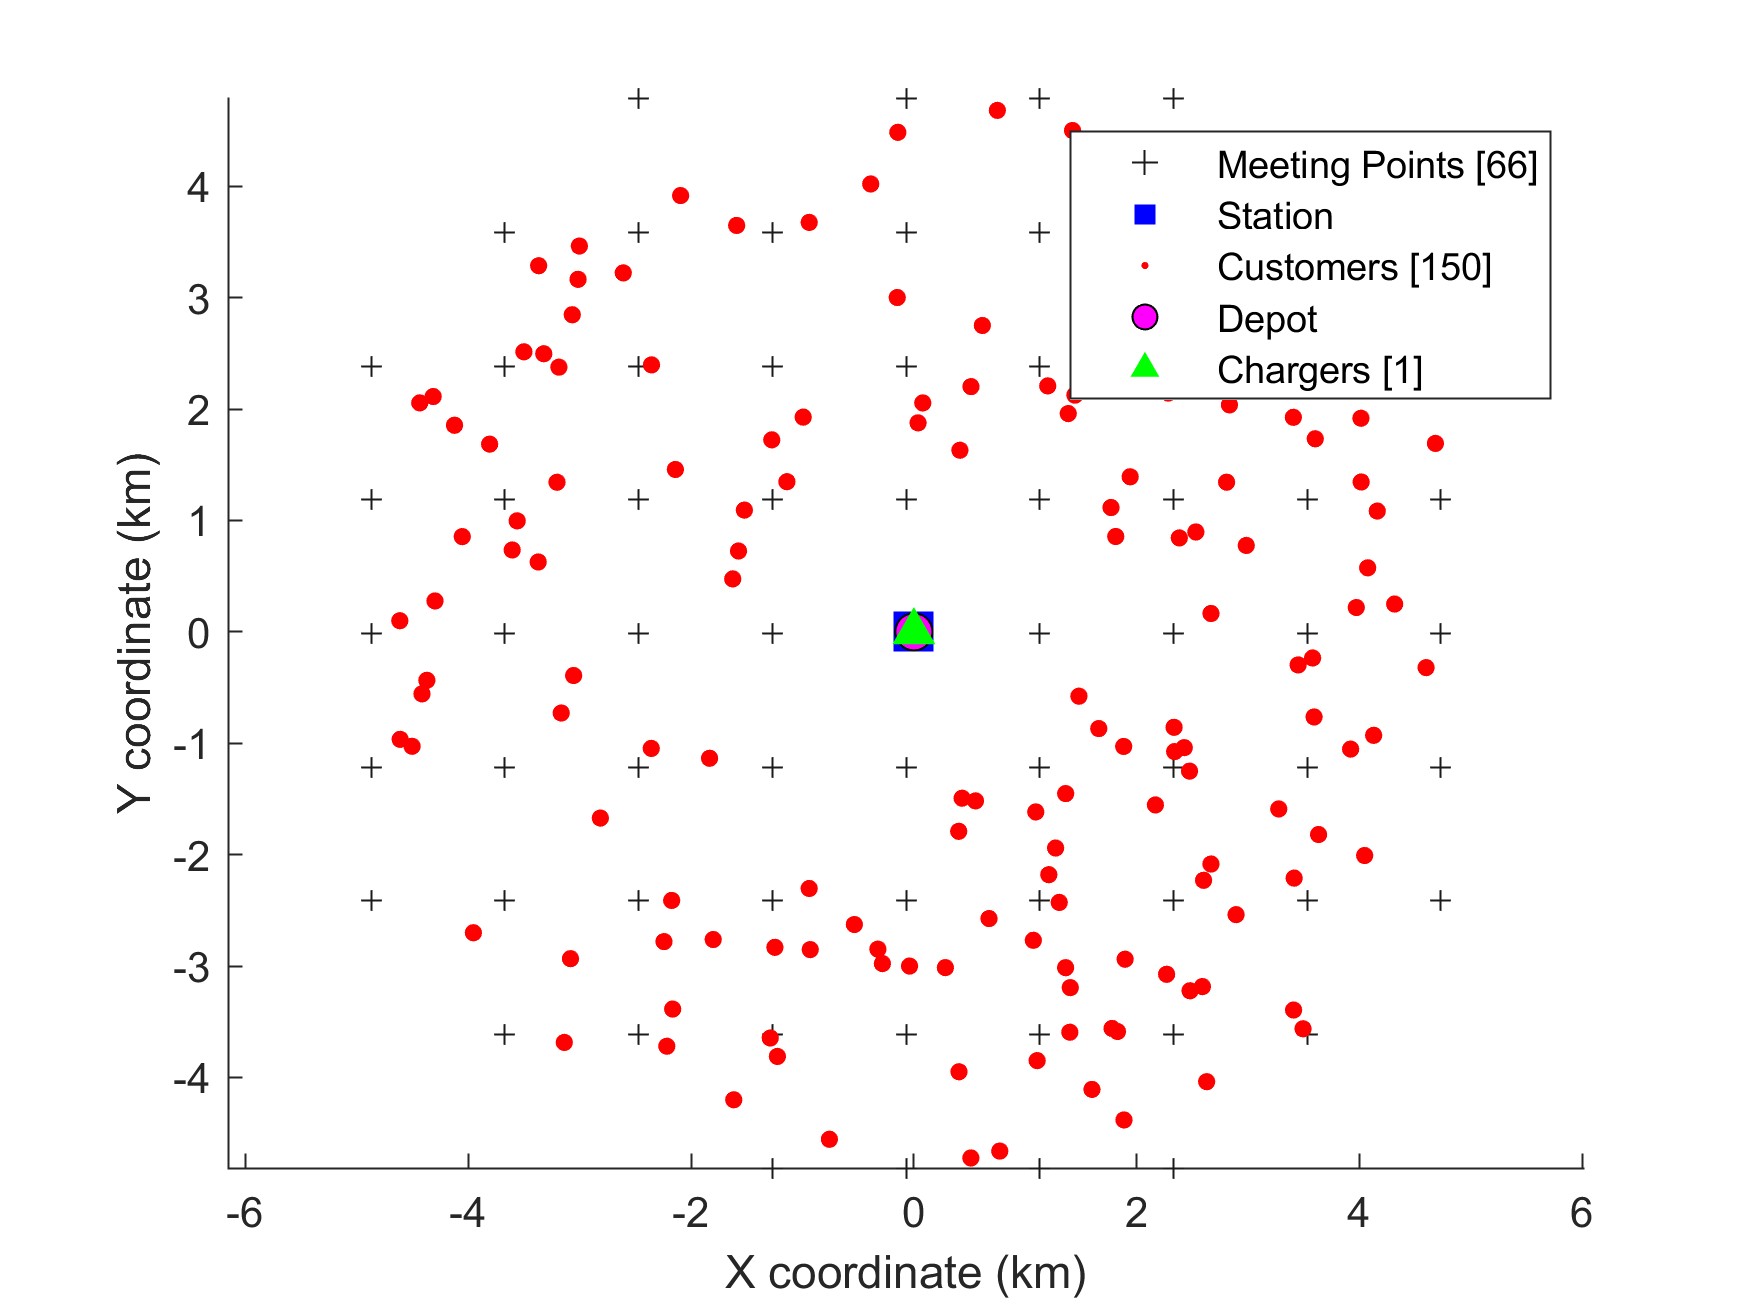 4
3
2
1
0
-1
-2
-3
-4
Y coordinate (km)
Meeting Points [66]
Station
Customers [150]
Depot
Chargers [1]
-6 -4 -2 0 2 4 6
X coordinate (km)